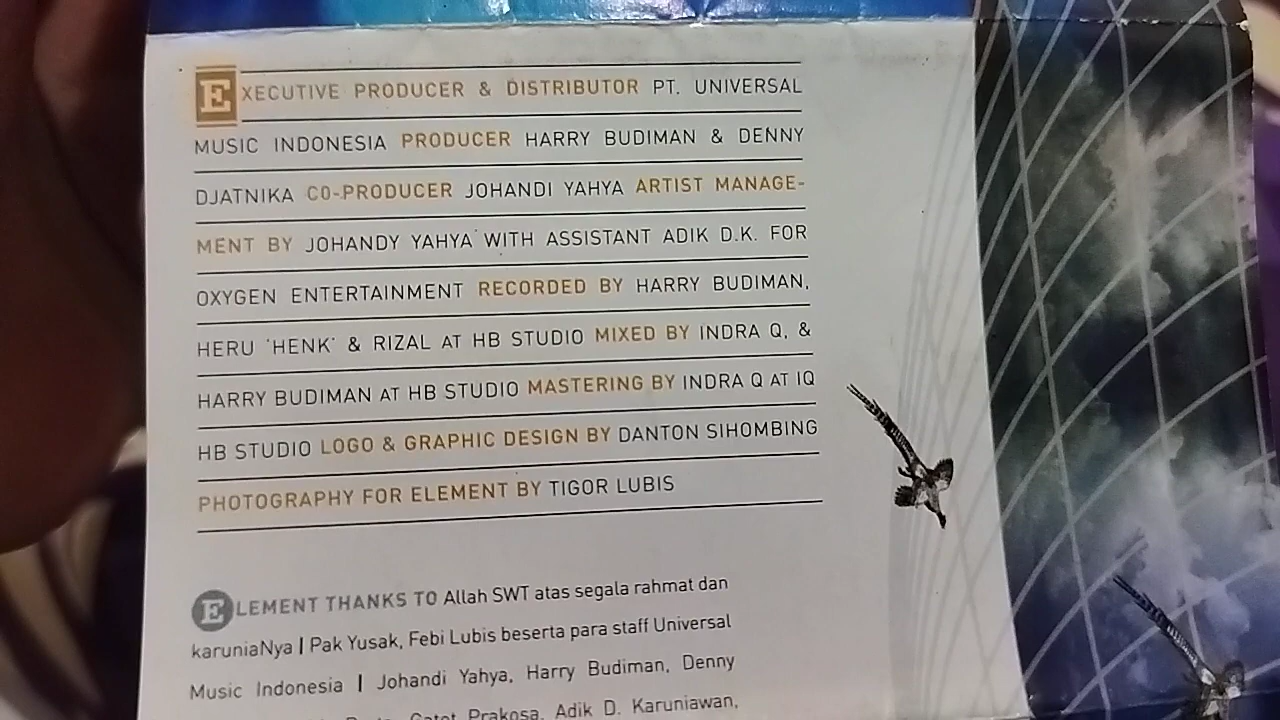 EXECUTIVE PRODUCER & DISTRIBUTOR PT. UNIVERSAL
MUSIC INDONESIA PRODUCER HARRY BUDIMAN & DENNY
DJATNIKA CO-PRODUCER JOHANDI YAHYA ARTIST MANAGE-
MENT BY JOHANDY YAHYA WITH ASSISTANT ADIK D.K. FOR
OXYGEN ENTERTAINMENT RECORDED BY HARRY BUDIMAN,
HERU 'HENK' & RIZAL AT HB STUDIO MIXED BY INDRA Q, &
HARRY BUDIMAN AT HB STUDIO MASTERING BY INDRA Q AT IQ
HB STUDIO LOGO & GRAPHIC DESIGN BY DANTON SIHOMBING
PHOTOGRAPHY FOR ELEMENT BY TIGOR LUBIS
ELEMENT THANKS TO Allah SWT atas segala rahmat dan
karuniaNya | Pak Yusak, Febi Lubis beserta para staff Universal
Music Indonesia | Johandi Yahya, Harry Budiman, Denny
Gatot Prakosa, Adik D. Karuniawan,